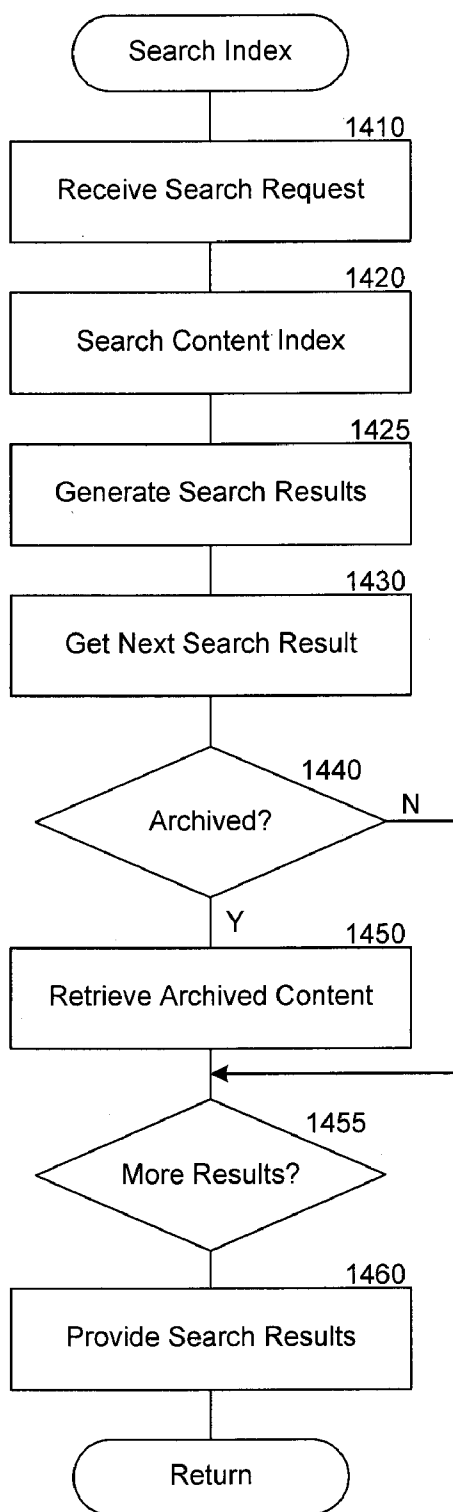 Search Index
1410
Receive Search Request
1420
Search Content Index
1425
Generate Search Results
1430
Get Next Search Result
1440
Archived?
N
Y
1450
Retrieve Archived Content
1455
More Results?
1460
Provide Search Results
Return